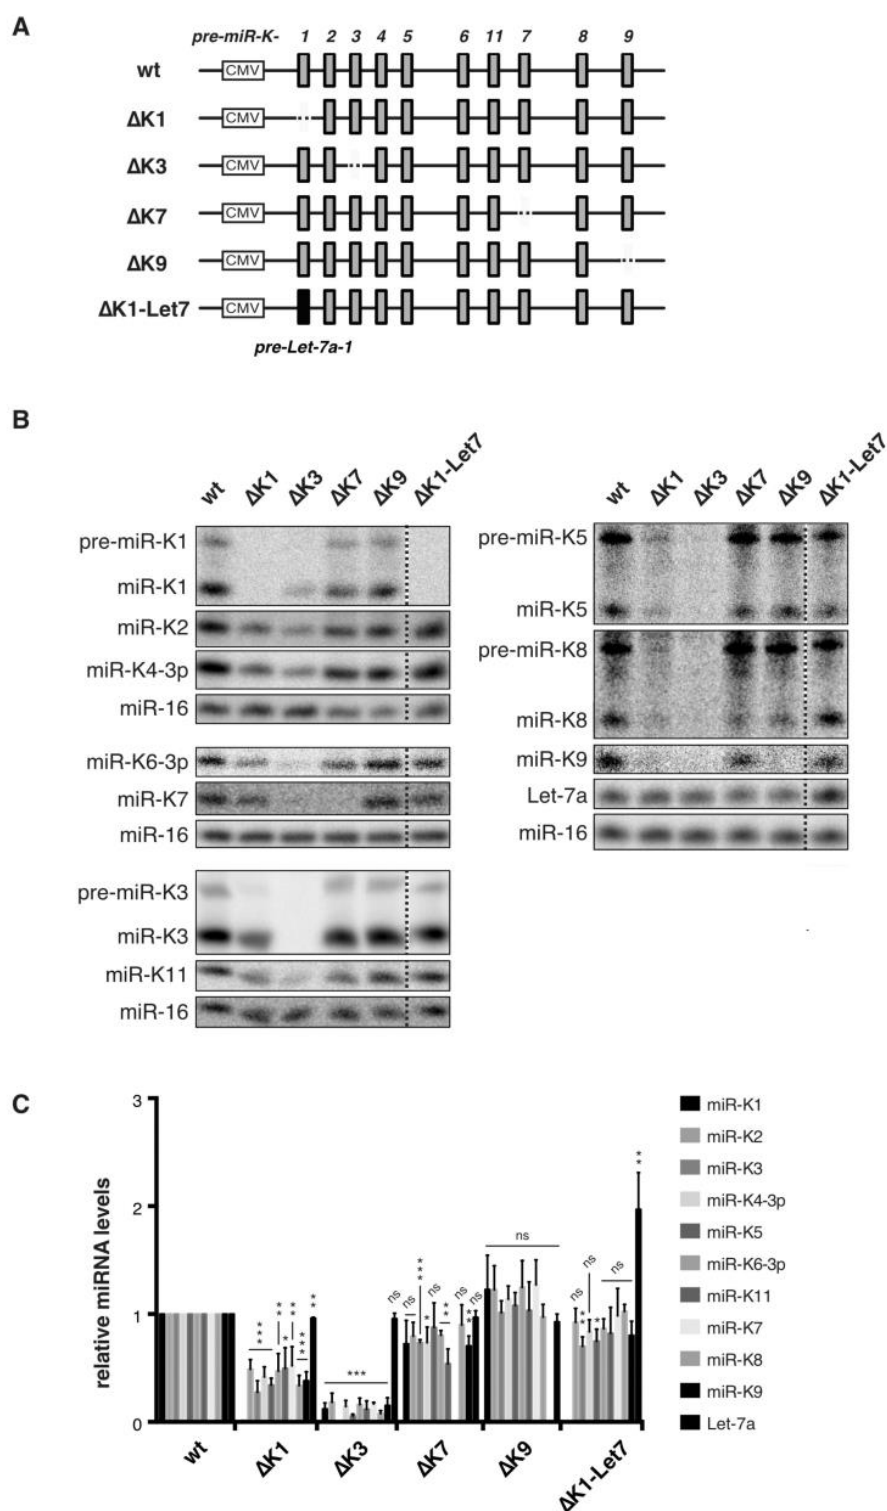 A
pre-miR-K- 1 2 3 4 5 6 11 7 8 9
wt CMV
ΔK1 CMV
ΔK3 CMV
ΔK7 CMV
ΔK9 CMV
ΔK1-Let7 CMV
pre-Let-7a-1
B
wt ΔK1 ΔK3 ΔK7 ΔK9 ΔK1-Let7
pre-miR-K1
miR-K1
miR-K2
miR-K4-3p
miR-16
miR-K6-3p
miR-K7
miR-16
pre-miR-K3
miR-K3
miR-K11
miR-16
wt ΔK1 ΔK3 ΔK7 ΔK9 ΔK1-Let7
pre-miR-K5
miR-K5
pre-miR-K8
miR-K8
miR-K9
Let-7a
miR-16
C
relative miRNA levels
3
2
1
0
*** ** * ** *** **
***
ns ns *** * ns ** ns ** ns
ns
ns ** ns * ns **
wt ΔK1 ΔK3 ΔK7 ΔK9 ΔK1-Let7
miR-K1
miR-K2
miR-K3
miR-K4-3p
miR-K5
miR-K6-3p
miR-K11
miR-K7
miR-K8
miR-K9
Let-7a